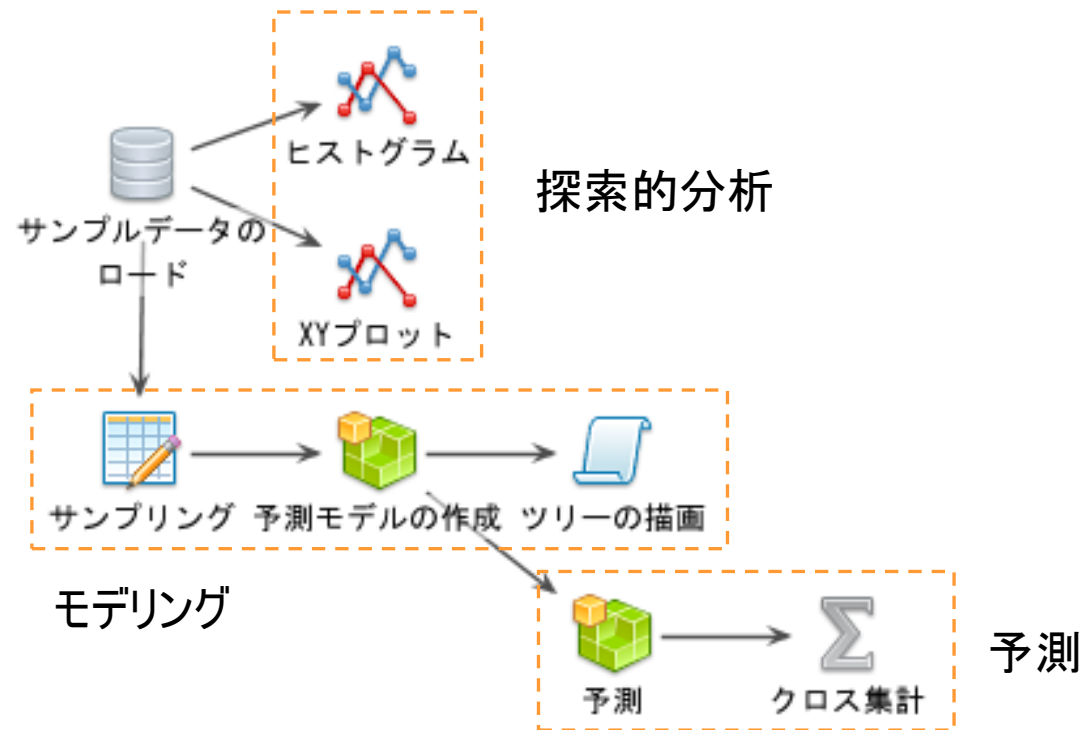 ヒストグラム
探索的分析
サンプルデータの
ロード
XYプロット
サンプリング
予測モデルの作成
ツリーの描画
モデリング
予測
クロス集計
予測